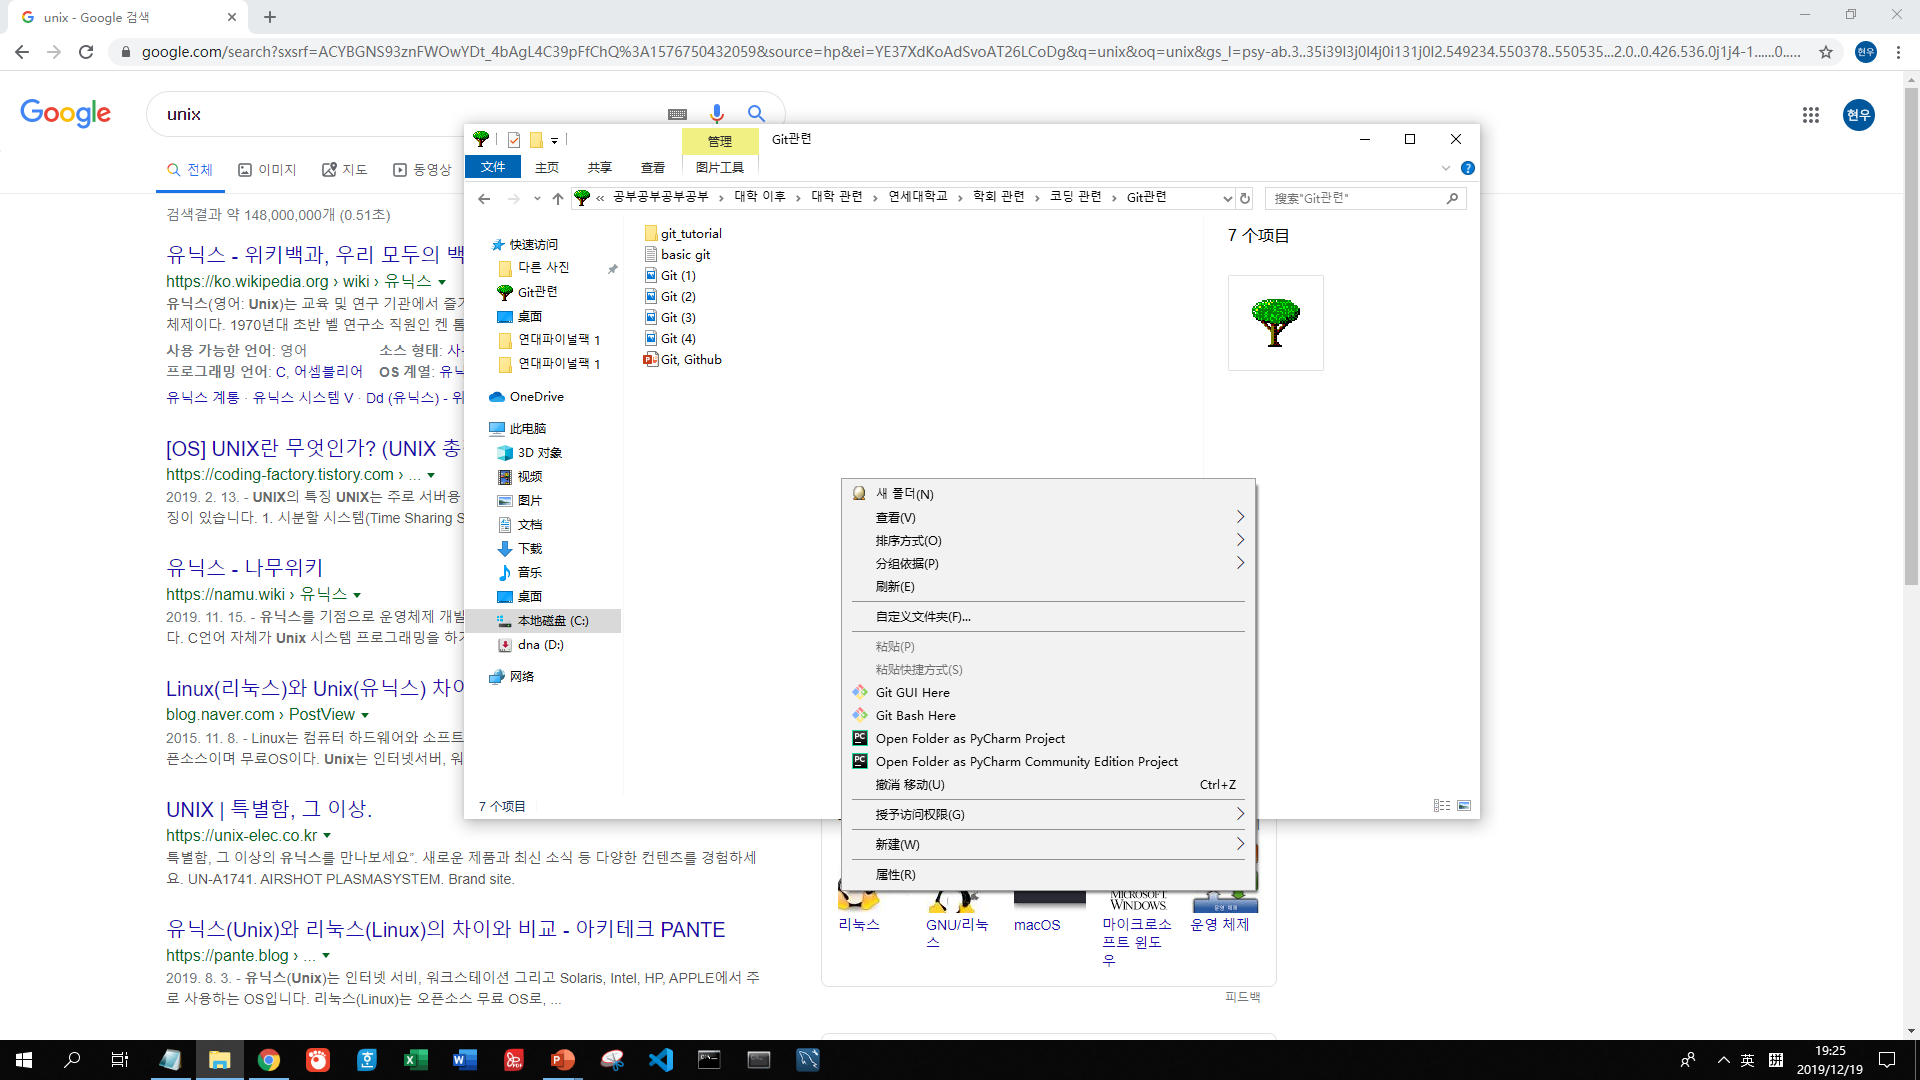 unix - Google 검색
google.com/search?sxsrf=ACYBGNS93znFWOwYDt_4bAgL4C39pFfChQ%3A1576750432059&source=hp&ei=YE37XdKoAdSvoAT26LCoDg&q=unix&oq=unix&gs_l=psy-ab.3..35i39l3j0l4j0i131j0l2.549234.550378..550535...2.0..0.426.536.0j1j4-1......0.....
현우
Google
unix
현우
전체 이미지 지도 동영상
검색결과 약 148,000,000개 (0.51초)
유닉스 - 위키백과, 우리 모두의 백
https://ko.wikipedia.org › wiki › 유닉스
유닉스(영어: Unix)는 교육 및 연구 기관에서 즐겨
체제이다. 1970년대 초반 벨 연구소 직원인 켄 톰
사용 가능한 언어: 영어 소스 형태: 사
프로그래밍 언어: C, 어셈블리어 OS 계열: 유닉
유닉스 계통 · 유닉스 시스템 V · Dd (유닉스) - 위
[OS] UNIX란 무엇인가? (UNIX 총
https://coding-factory.tistory.com › ...
2019. 2. 13. - UNIX의 특징 UNIX는 주로 서버용
징이 있습니다. 1. 시분할 시스템(Time Sharing S
유닉스 - 나무위키
https://namu.wiki › 유닉스
2019. 11. 15. - 유닉스를 기점으로 운영체제 개발
다. C언어 자체가 Unix 시스템 프로그래밍을 하기
Linux(리눅스)와 Unix(유닉스) 차이
blog.naver.com › PostView
2015. 11. 8. - Linux는 컴퓨터 하드웨어와 소프트
픈소스이며 무료OS이다. Unix는 인터넷서버, 워
UNIX | 특별함, 그 이상.
https://unix-elec.co.kr
특별함, 그 이상의 유닉스를 만나보세요”. 새로운 제품과 최신 소식 등 다양한 컨텐츠를 경험하세
요. UN-A1741. AIRSHOT PLASMASYSTEM. Brand site.
유닉스(Unix)와 리눅스(Linux)의 차이와 비교 - 아키테크 PANTE
https://pante.blog › ...
2019. 8. 3. - 유닉스(Unix)는 인터넷 서비, 워크스테이션 그리고 Solaris, Intel, HP, APPLE에서 주
로 사용하는 OS입니다. 리눅스(Linux)는 오픈소스 무료 OS로, ...
管理 Git관련
文件 主页 共享 查看 图片工具
« 공부공부공부공부 › 대학 이후 › 대학 관련 › 연세대학교 › 학회 관련 › 코딩 관련 › Git관련
搜索"Git관련"
快速访问
다른 사진
Git관련
桌面
연대파이널팩 1
연대파이널팩 1
OneDrive
此电脑
3D 对象
视频
图片
文档
下载
音乐
桌面
本地磁盘 (C:)
dna (D:)
网络
git_tutorial
basic git
Git (1)
Git (2)
Git (3)
Git (4)
Git, Github
7 个项目
7 个项目
새 폴더(N)
查看(V)
排序方式(O)
分组依据(P)
刷新(E)
自定义文件夹(F)...
粘贴(P)
粘贴快捷方式(S)
Git GUI Here
Git Bash Here
Open Folder as PyCharm Project
Open Folder as PyCharm Community Edition Project
撤消 移动(U) Ctrl+Z
授予访问权限(G)
新建(W)
属性(R)
MICROSOFT
WINDOWS
운영 체제
리눅스
GNU/리눅
스
macOS
마이크로소
프트 윈도
우
운영 체제
피드백
英 拼
19:25
2019/12/19